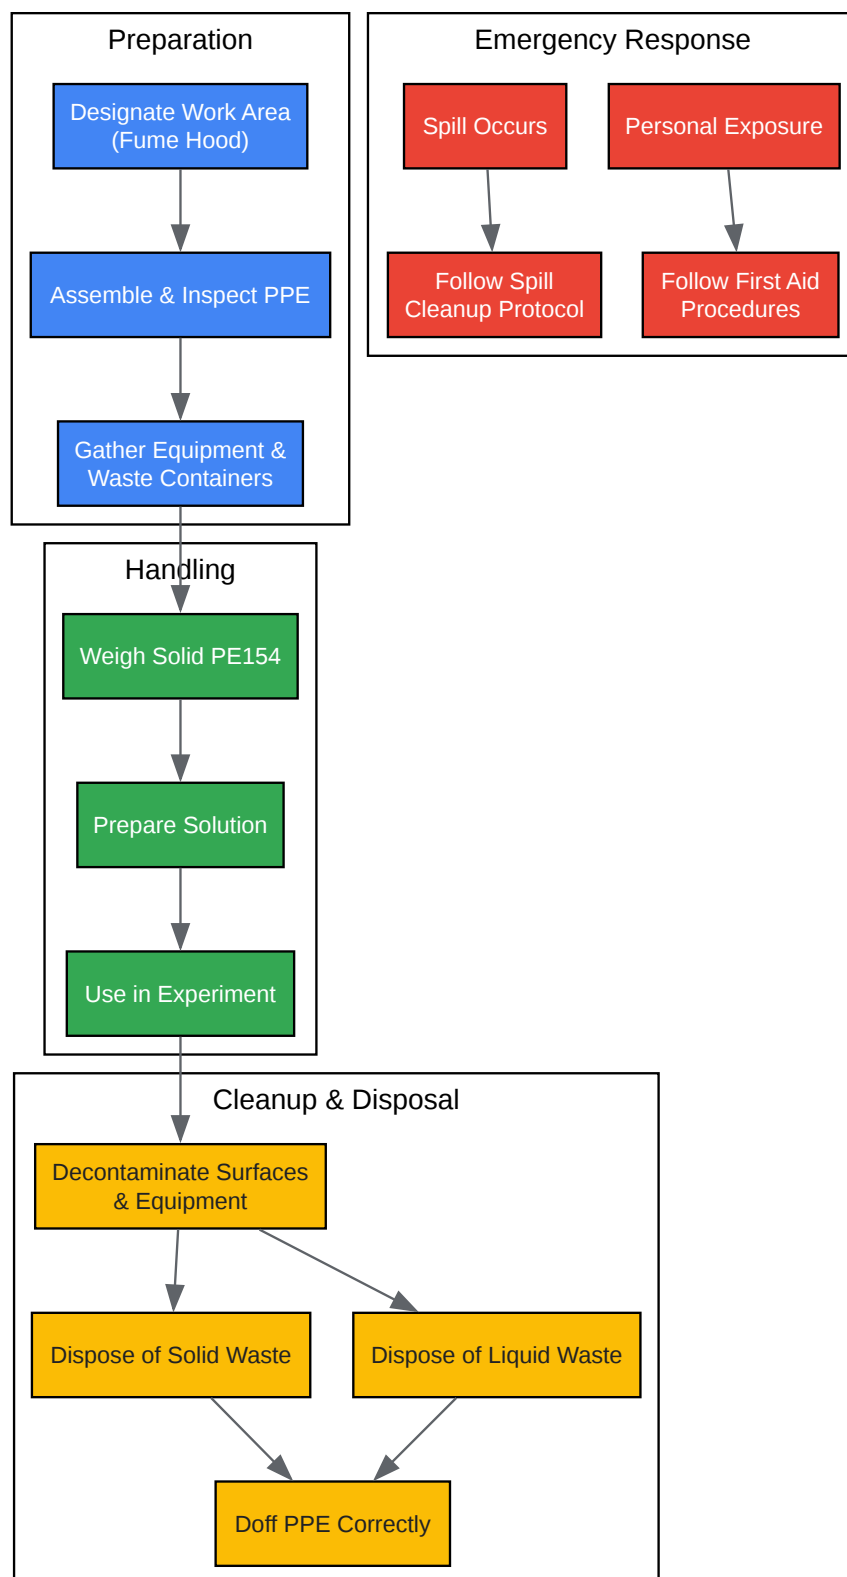 Preparation
Designate Work Area
(Fume Hood)
Assemble & Inspect PPE
Gather Equipment &
Waste Containers
Emergency Response
Spill Occurs
Personal Exposure
Follow Spill
Cleanup Protocol
Follow First Aid
Procedures
Handling
Weigh Solid PE154
Prepare Solution
Use in Experiment
Cleanup & Disposal
Decontaminate Surfaces
& Equipment
Dispose of Solid Waste
Dispose of Liquid Waste
Doff PPE Correctly